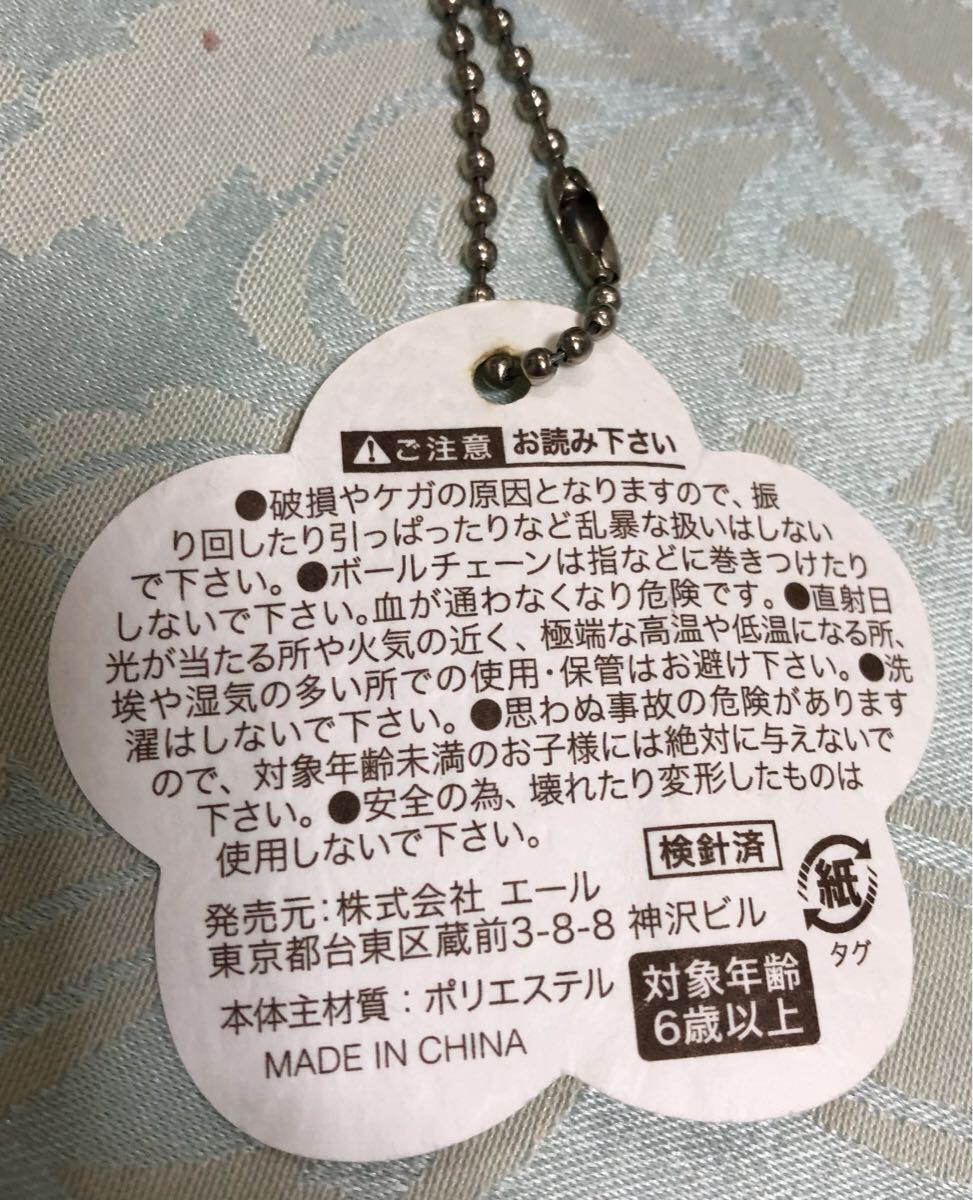 ご注意 お読み下さい
●破損やケガの原因となりますので、振
り回したり引っぱったりなど乱暴な扱いはしない
で下さい。●ボールチェーンは指などに巻きつけたり
しないで下さい。血が通わなくなり危険です。●直射日
光が当たる所や火気の近く、極端な高温や低温になる所、
埃や湿気の多い所での使用・保管はお避け下さい。●洗
濯はしないで下さい。●思わぬ事故の危険があります
ので、対象年齢未満のお子様には絶対に与えないで
下さい。●安全の為、壊れたり変形したものは
使用しないで下さい。
検針済
紙
タグ
発売元:株式会社 エール
東京都台東区蔵前3-8-8 神沢ビル
本体主材質:ポリエステル
MADE IN CHINA
対象年齢
6歳以上